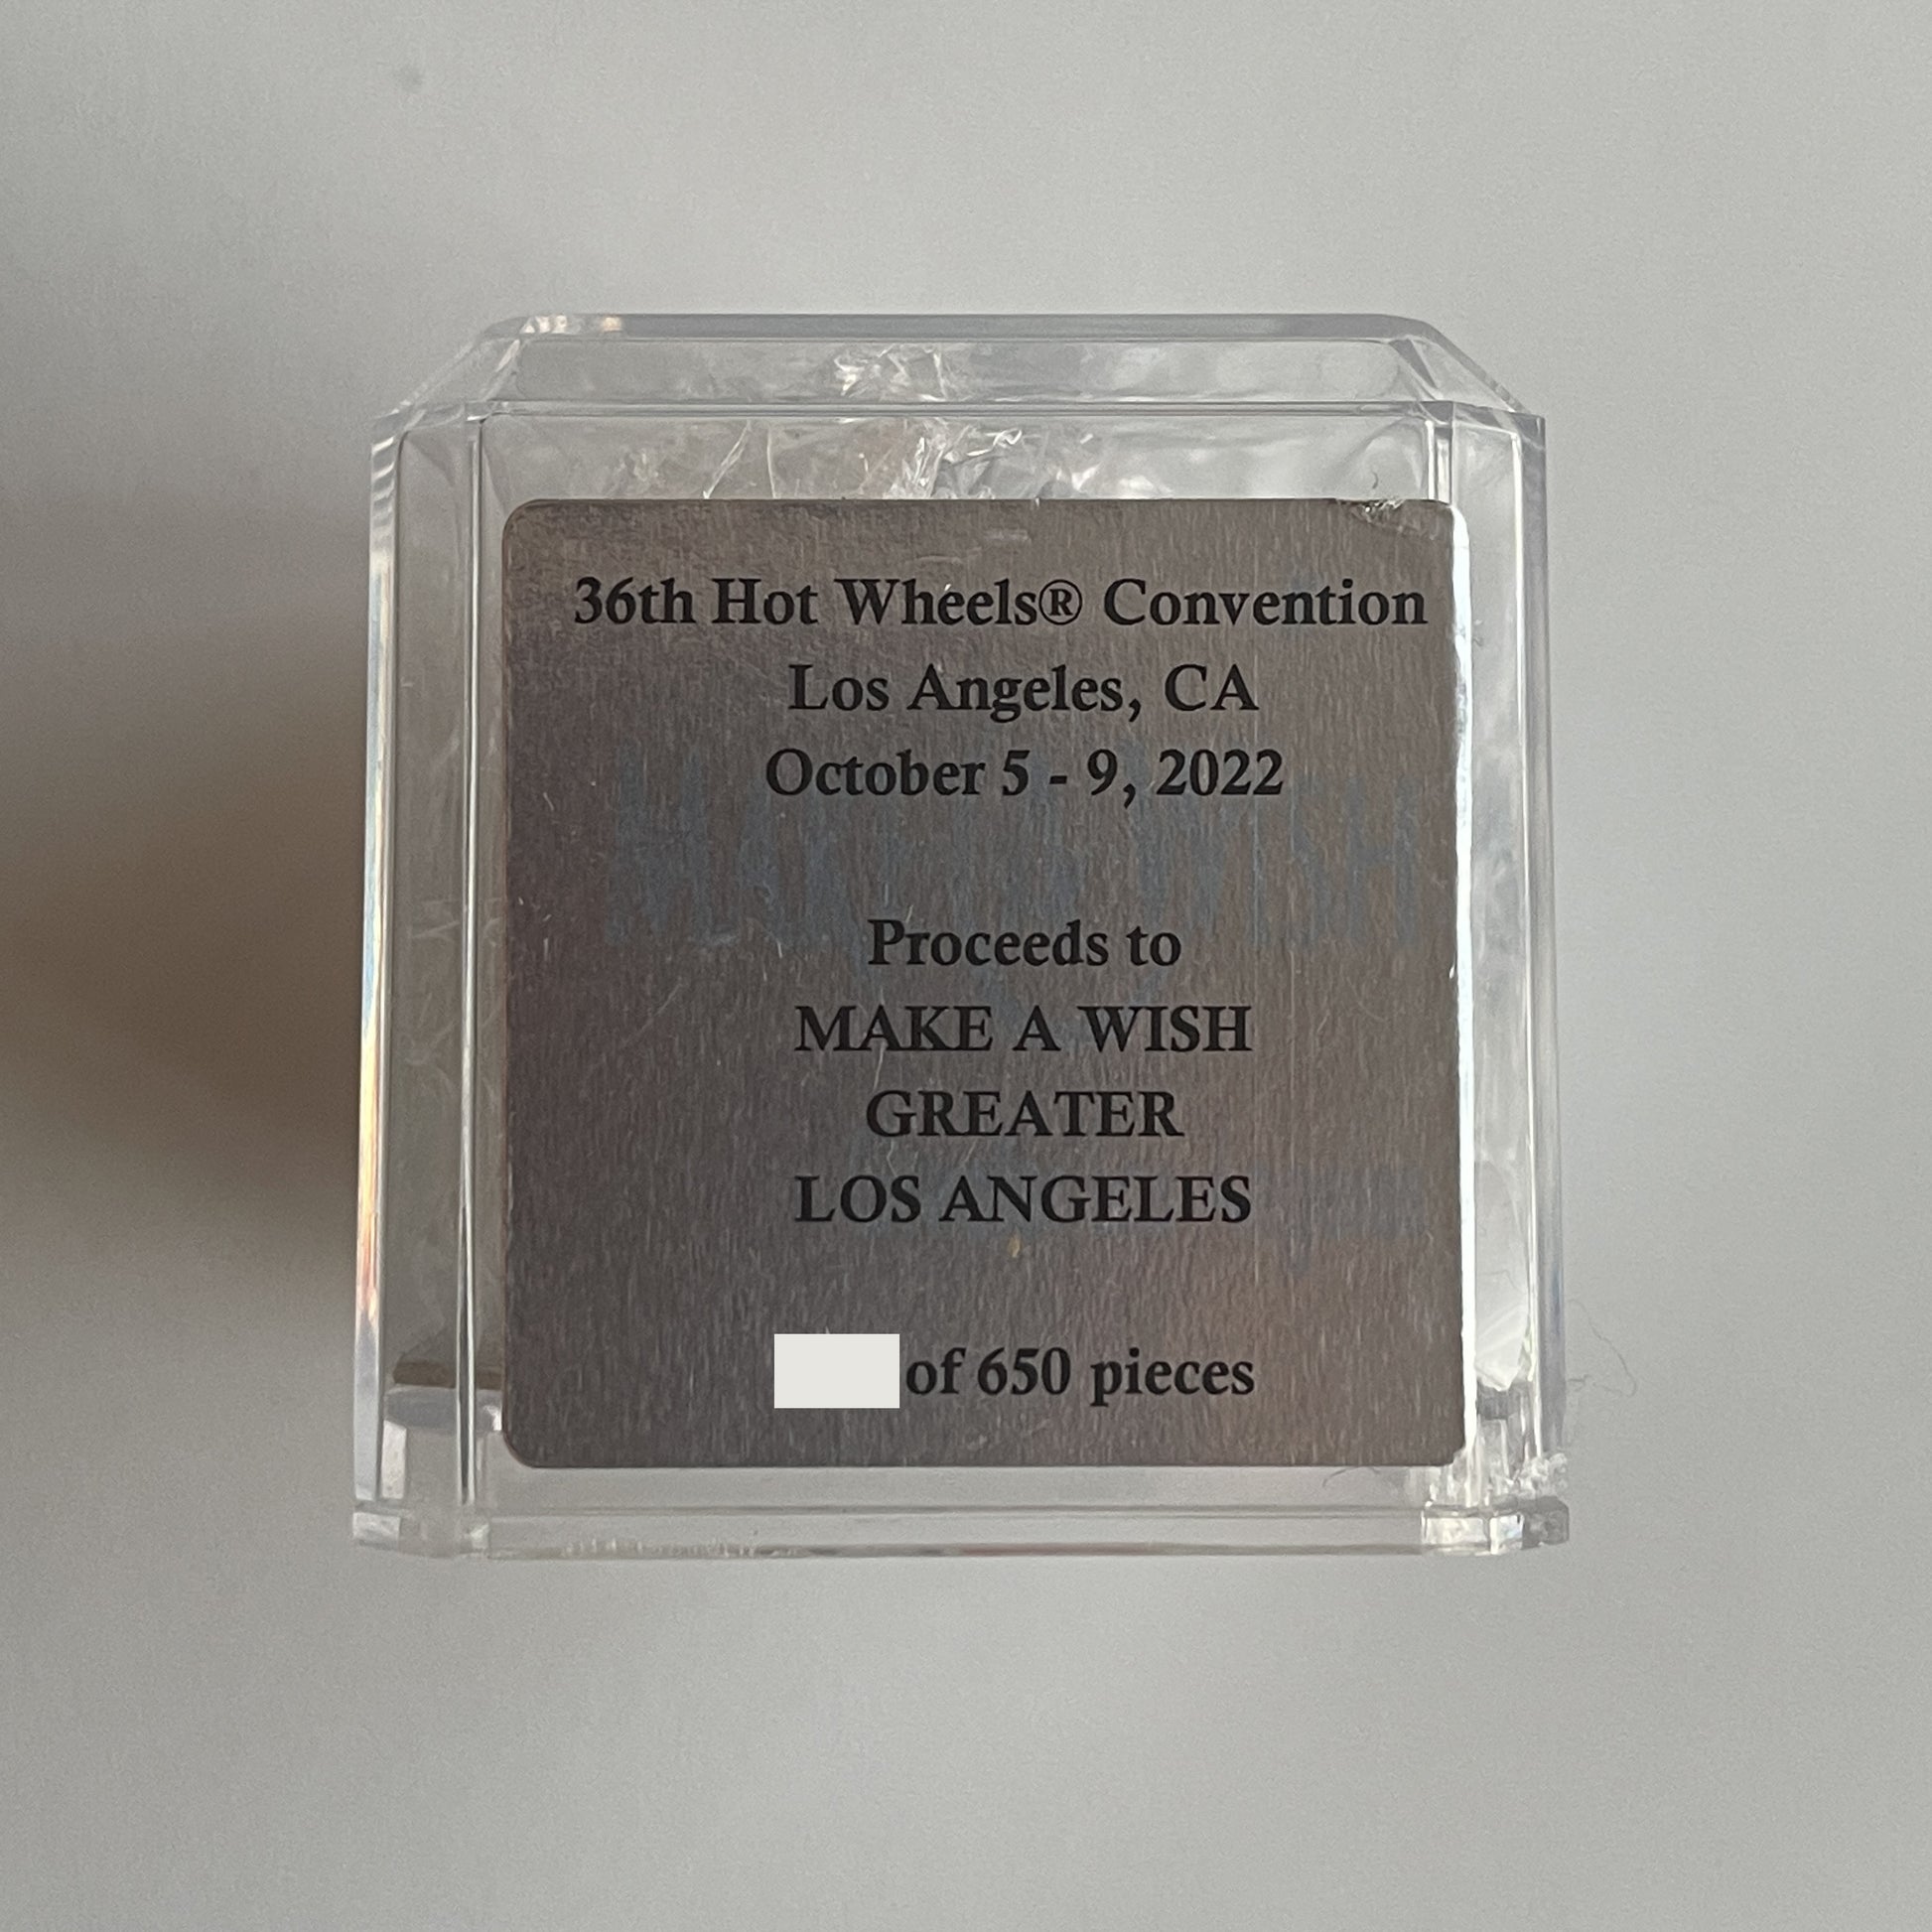 36th Hot Wheels® Convention
Los Angeles, CA
October 5 - 9, 2022
Proceeds to
MAKE A WISH
GREATER
LOS ANGELES
of 650 pieces